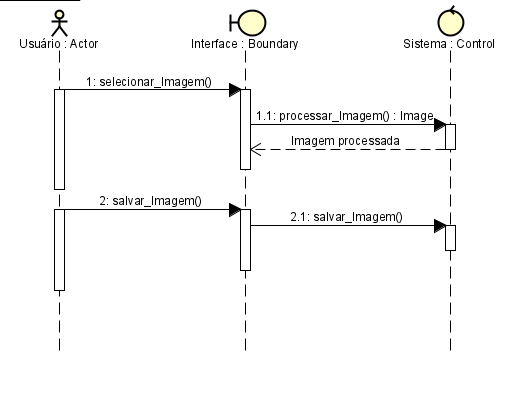 Usuário : Actor
Interface : Boundary
Sistema : Control
1: selecionar_Imagem()
1.1: processar_Imagem() : Image
Imagem processada
2: salvar_Imagem()
2.1: salvar_Imagem()